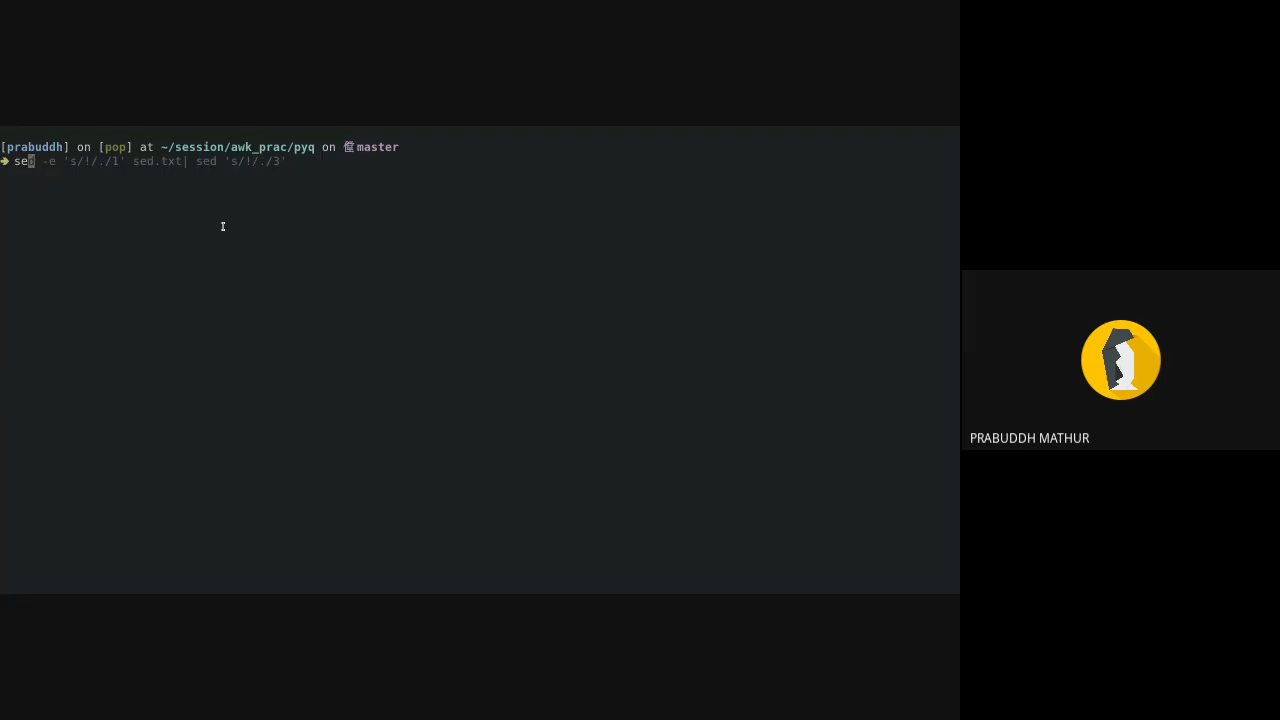 [prabuddh] on [pop] at ~/session/awk_prac/pyq on master
➜ sed -e 's/!/./1' sed.txt| sed 's/!/./3'
PRABUDDH MATHUR